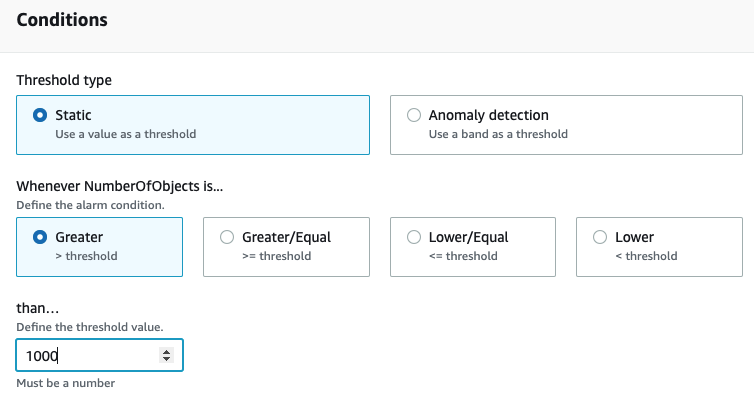 Conditions
Threshold type
Static
Use a value as a threshold
Anomaly detection
Use a band as a threshold
Whenever NumberOfObjects is...
Define the alarm condition.
Greater
> threshold
Greater/Equal
>= threshold
Lower/Equal
<= threshold
Lower
< threshold
than...
Define the threshold value.
1000
Must be a number